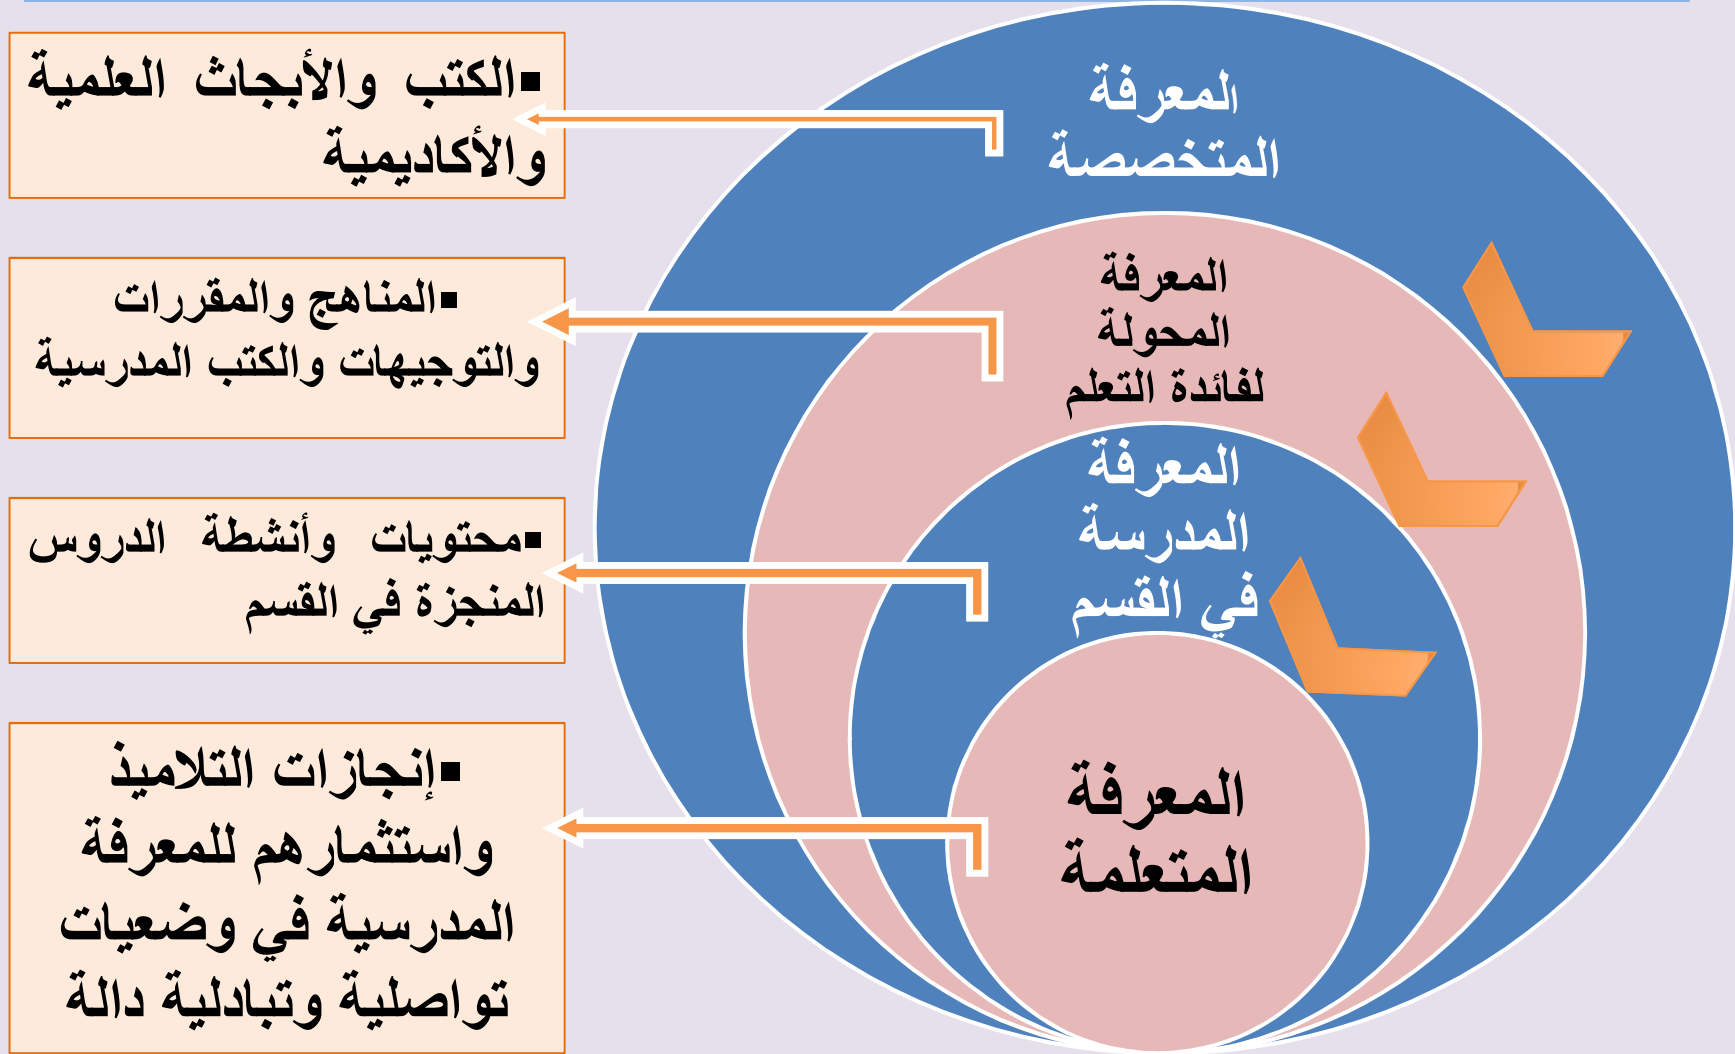 المعرفة
المتخصصة
▪الكتب والأبجاث العلمية
والأكاديمية
المعرفة
المحولة
لفائدة التعلم
▪المناهج والمقررات
والتوجيهات والكتب المدرسية
المعرفة
المدرسة
في القسم
▪محتويات وأنشطة الدروس
المنجزة في القسم
المعرفة
المتعلمة
▪إنجازات التلاميذ
واستثمارهم للمعرفة
المدرسية في وضعيات
تواصلية وتبادلية دالة